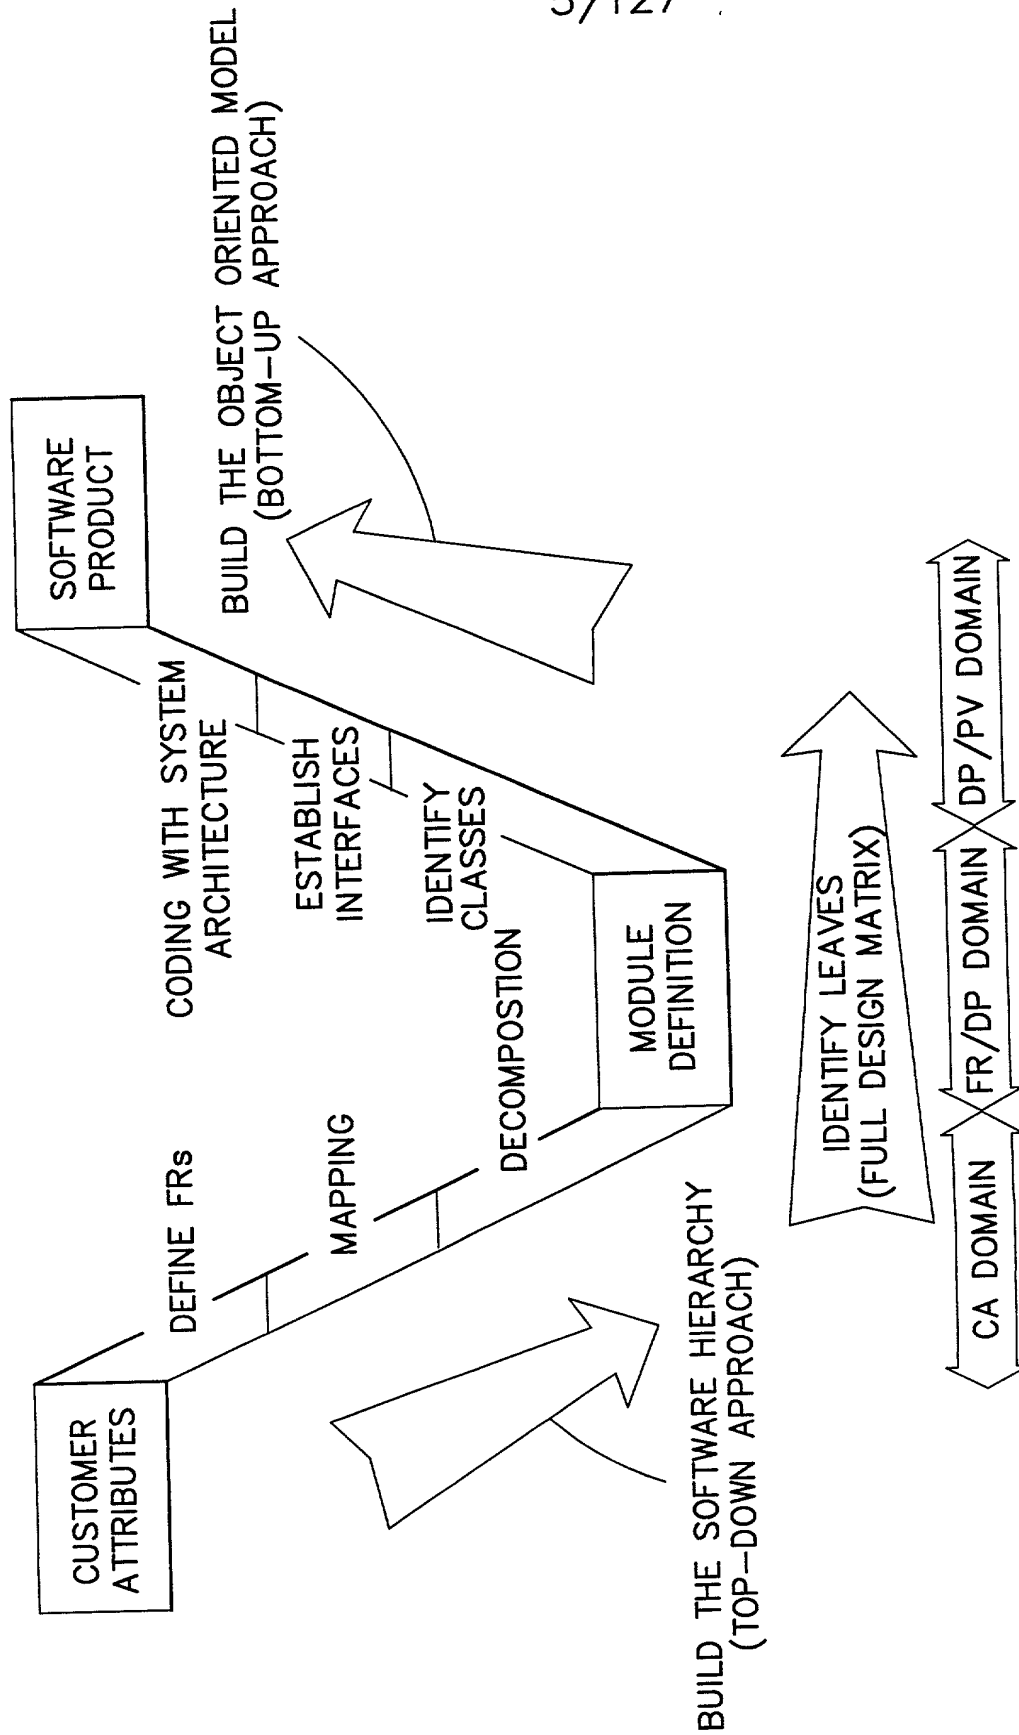 5/127
CUSTOMER
ATTRIBUTES
DEFINE FRs
MAPPING
DECOMPOSTION
MODULE
DEFINITION
IDENTIFY
CLASSES
ESTABLISH
INTERFACES
CODING WITH SYSTEM
ARCHITECTURE
SOFTWARE
PRODUCT
BUILD THE OBJECT ORIENTED MODEL
(BOTTOM-UP APPROACH)
BUILD THE SOFTWARE HIERARCHY
(TOP-DOWN APPROACH)
IDENTIFY LEAVES
(FULL DESIGN MATRIX)
CA DOMAIN
FR/DP DOMAIN
DP/PV DOMAIN